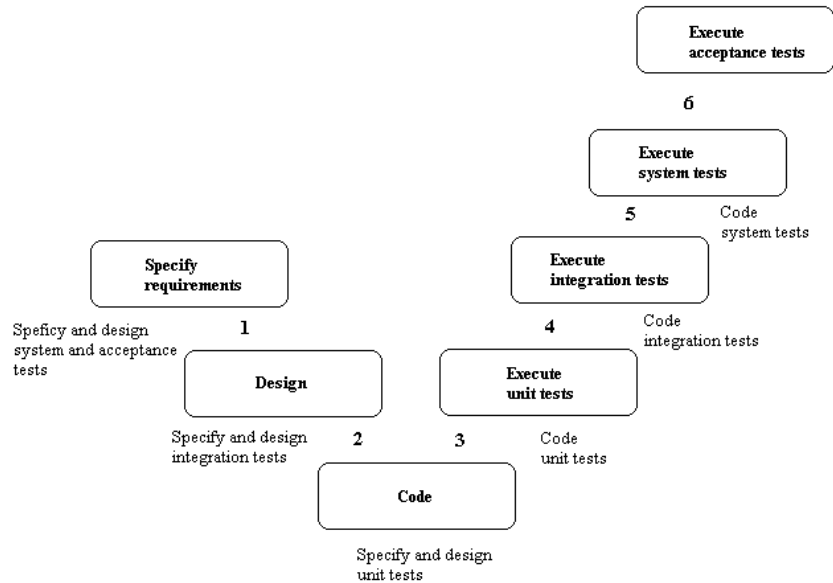 Execute
acceptance tests
6
Execute
system tests
5
Code
system tests
Specify
requirements
Execute
integration tests
Speficy and design
system and acceptance
tests
1
4
Code
integration tests
Design
Execute
unit tests
Specify and design
integration tests
2
3
Code
unit tests
Code
Specify and design
unit tests